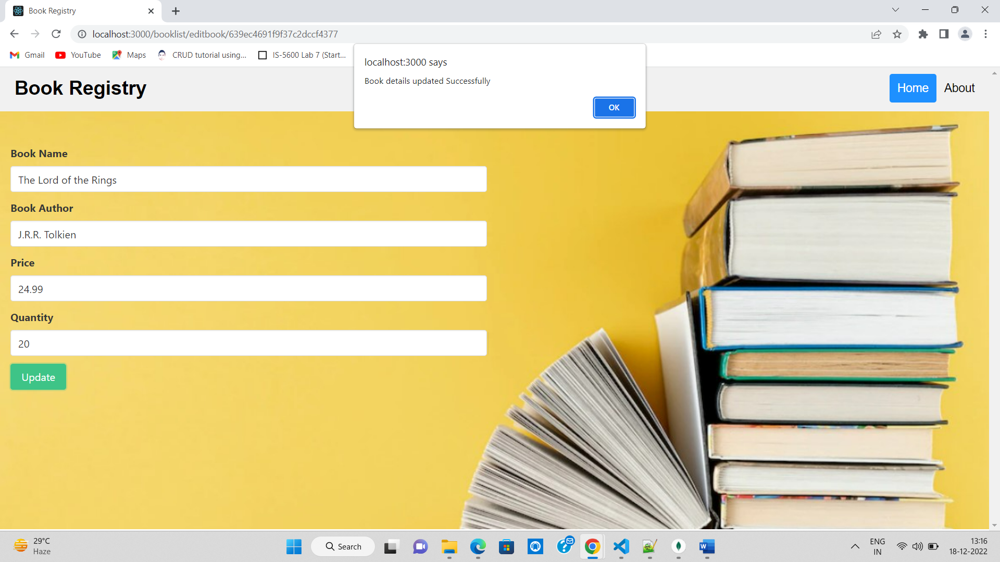 Book Registry
localhost:3000/booklist/editbook/639ec4691f9f37c2dccf4377
Gmail
YouTube
Maps
CRUD tutorial using...
IS-5600 Lab 7 (Start...
localhost:3000 says
Book details updated Successfully
OK
Book Registry
Home
About
Book Name
The Lord of the Rings
Book Author
J.R.R. Tolkien
Price
24.99
Quantity
20
Update
29°C
Haze
Search
ENG
IN
13:16
18-12-2022